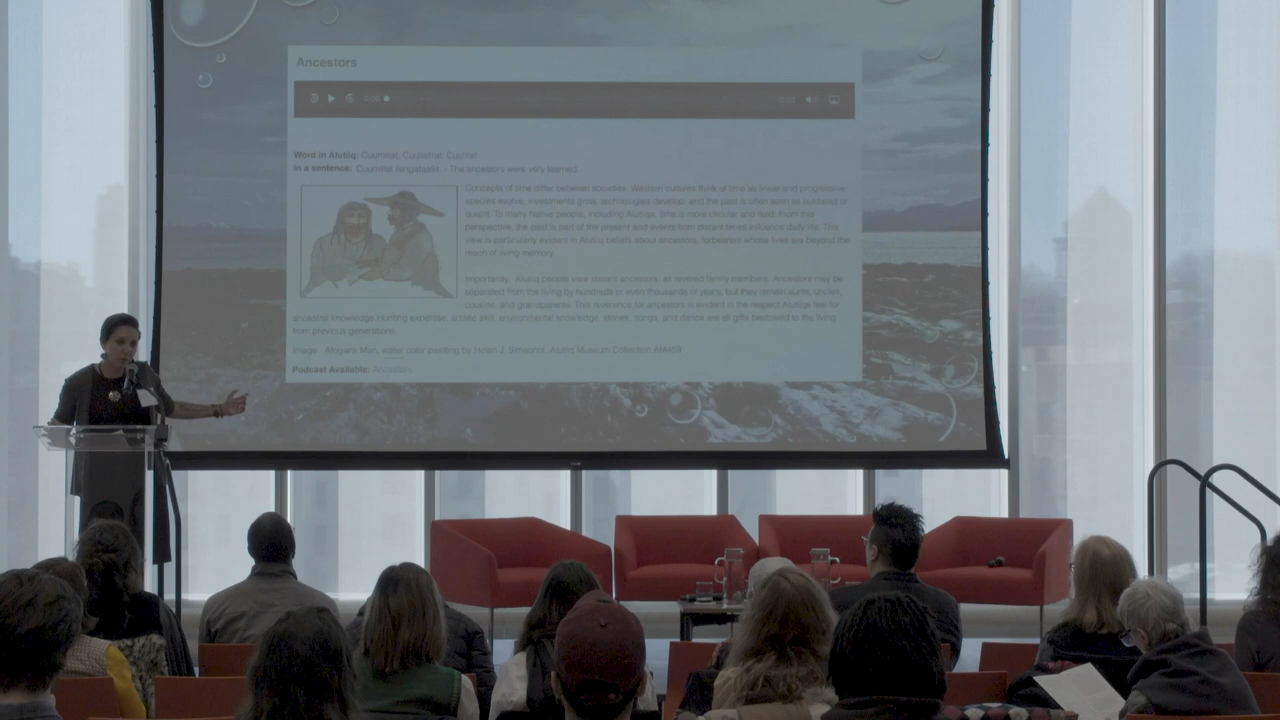 Ancestors
0:00
Word in Alutiiq: Cuumillat; Cuuliatrat; Cuulirat
In a sentence: Cuumillat - The ancestors were very learned.
Concepts of time differ between societies. Western cultures think of time as linear and progressive,
species evolve, investments grow, technologies develop, and the past is often seen as outdated or
quaint. To many Native people, including Alutiiqs, time is more circular and fluid. From this
perspective, the past is part of the present and events from distant times influence daily life. This
view is particularly evident in Alutiiq beliefs about ancestors, forbearers whose lives are beyond the
reach of living memory.
Importantly, Alutiiq people view distant ancestors as revered family members. Ancestors may be
separated from the living by hundreds or even thousands of years, but they remain aunts, uncles,
cousins, and grandparents. This reverence for ancestors is evident in the respect Alutiiqs feel for
ancestral knowledge. Hunting expertise, artistic skill, environmental knowledge, stories, songs, and dance are all gifts bestowed to the living
from previous generations.
Image: Afognak Man, water color painting by Helen J. Simeonof. Alutiiq Museum Collection AM459
Podcast Available: Ancestors